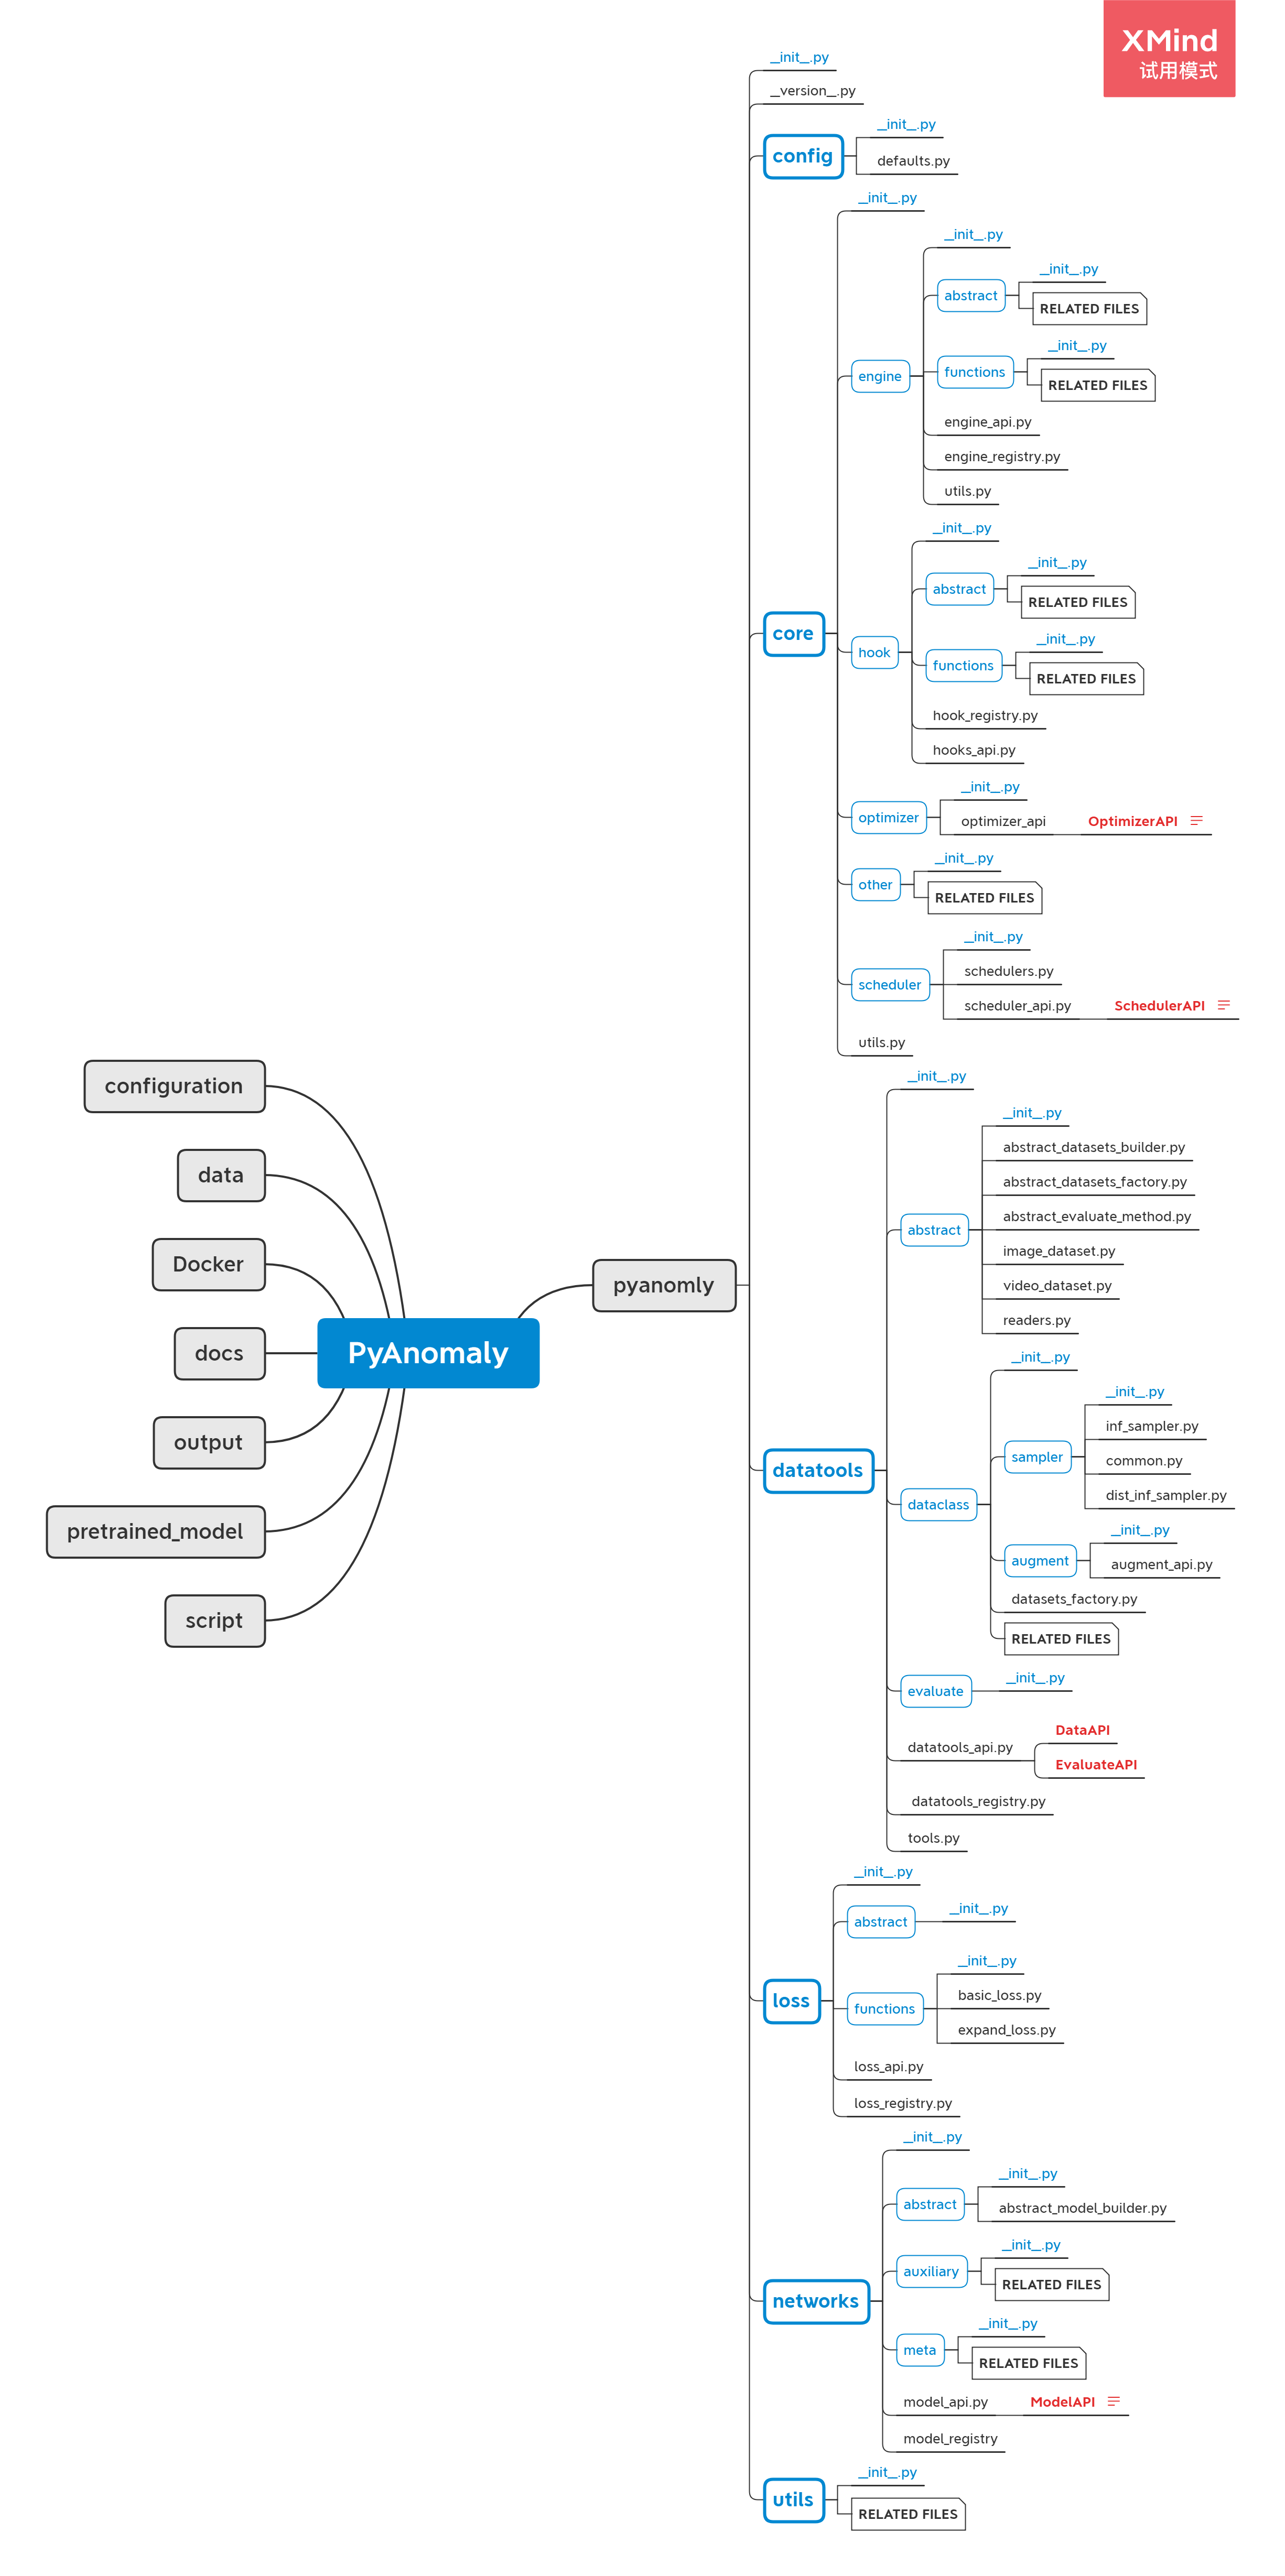 XMind
试用模式
_init_.py
_version_.py
config
_init_.py
defaults.py
core
_init_.py
engine
_init_.py
abstract
_init_.py
RELATED FILES
functions
_init_.py
RELATED FILES
engine_api.py
engine_registry.py
utils.py
hook
_init_.py
abstract
_init_.py
RELATED FILES
functions
_init_.py
RELATED FILES
hook_registry.py
hooks_api.py
optimizer
_init_.py
optimizer_api
OptimizerAPI
other
_init_.py
RELATED FILES
scheduler
_init_.py
schedulers.py
scheduler_api.py
SchedulerAPI
utils.py
configuration
data
Docker
docs
output
pretrained_model
script
PyAnomaly
pyanomly
datatools
_init_.py
abstract
_init_.py
abstract_datasets_builder.py
abstract_datasets_factory.py
abstract_evaluate_method.py
image_dataset.py
video_dataset.py
readers.py
dataclass
_init_.py
sampler
_init_.py
inf_sampler.py
common.py
dist_inf_sampler.py
augment
_init_.py
augment_api.py
datasets_factory.py
RELATED FILES
evaluate
_init_.py
datatools_api.py
DataAPI
EvaluateAPI
datatools_registry.py
tools.py
loss
_init_.py
abstract
_init_.py
functions
_init_.py
basic_loss.py
expand_loss.py
loss_api.py
loss_registry.py
networks
_init_.py
abstract
_init_.py
abstract_model_builder.py
auxiliary
_init_.py
RELATED FILES
meta
_init_.py
RELATED FILES
model_api.py
ModelAPI
model_registry
utils
_init_.py
RELATED FILES